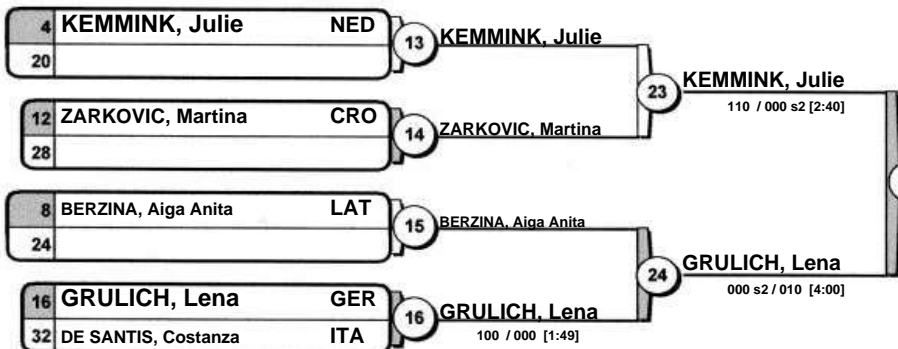 4 KEMMINK, Julie NED
20
13 KEMMINK, Julie
12 ZARKOVIC, Martina CRO
28
14 ZARKOVIC, Martina
23 KEMMINK, Julie
110 / 000 s2 [2:40]
8 BERZINA, Aiga Anita LAT
24
15 BERZINA, Aiga Anita
16 GRULICH, Lena GER
32 DE SANTIS, Costanza ITA
16 GRULICH, Lena
100 / 000 [1:49]
24 GRULICH, Lena
000 s2 / 010 [4:00]